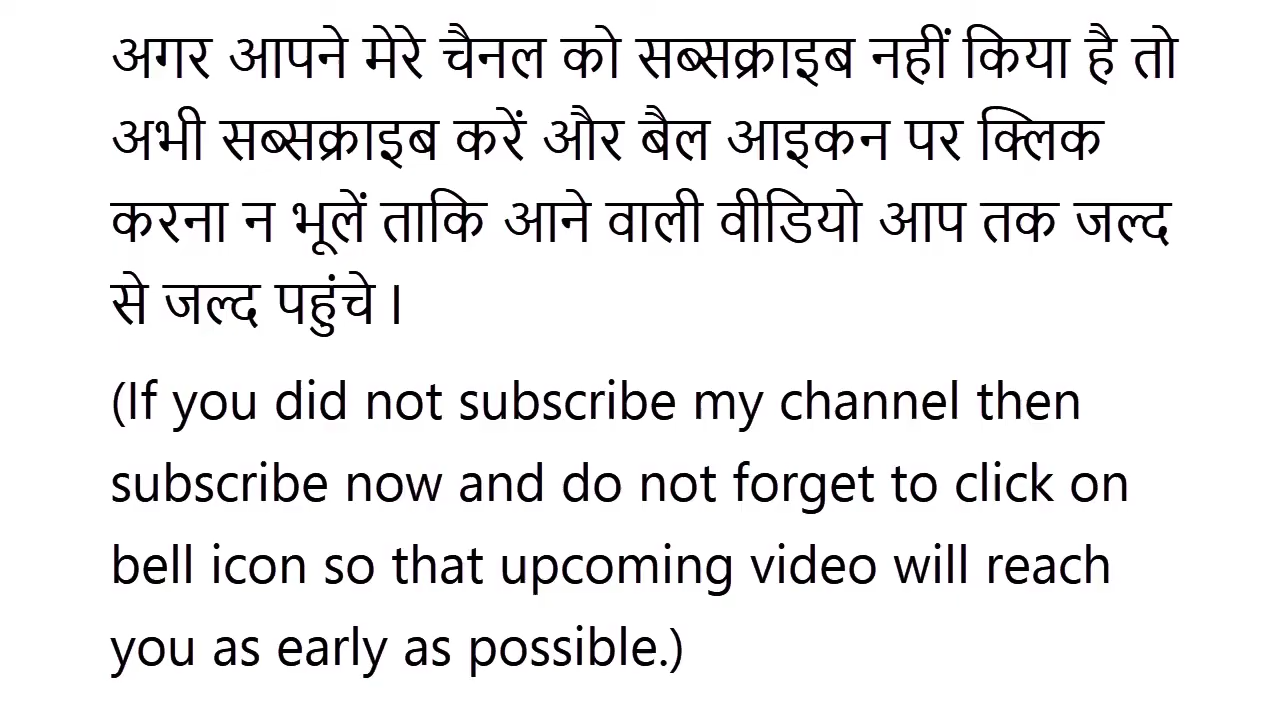 अगर आपने मेरे चैनल को सब्सक्राइब नहीं किया है तो
अभी सब्सक्राइब करें और बैल आइकन पर क्लिक
करना न भूलें ताकि आने वाली वीडियो आप तक जल्द
से जल्द पहुंचे।
(If you did not subscribe my channel then
subscribe now and do not forget to click on
bell icon so that upcoming video will reach
you as early as possible.)